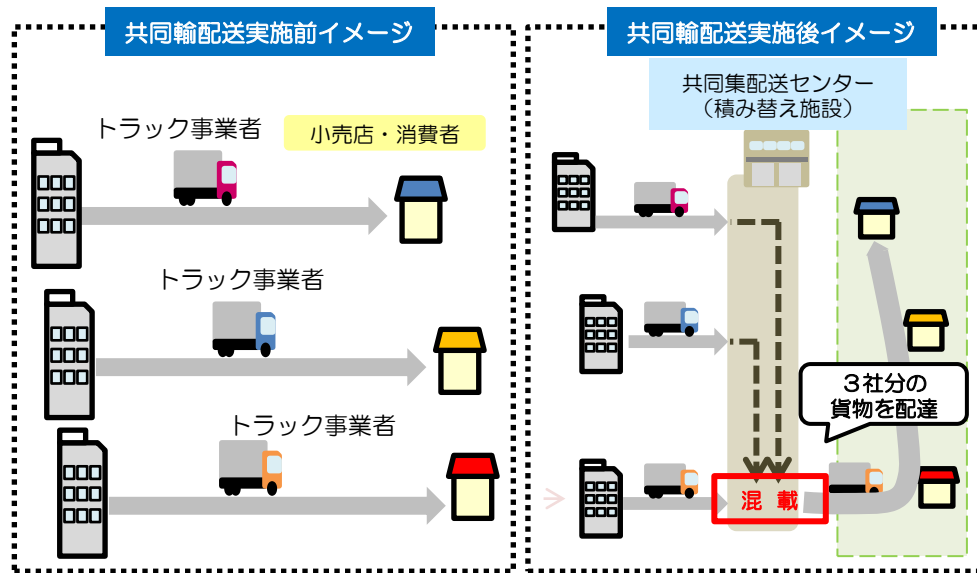 共同輸配送実施前イメージ
トラック事業者
小売店・消費者
トラック事業者
トラック事業者
共同輸配送実施後イメージ
共同集配送センター
（積み替え施設）
３社分の
貨物を配達
混 載